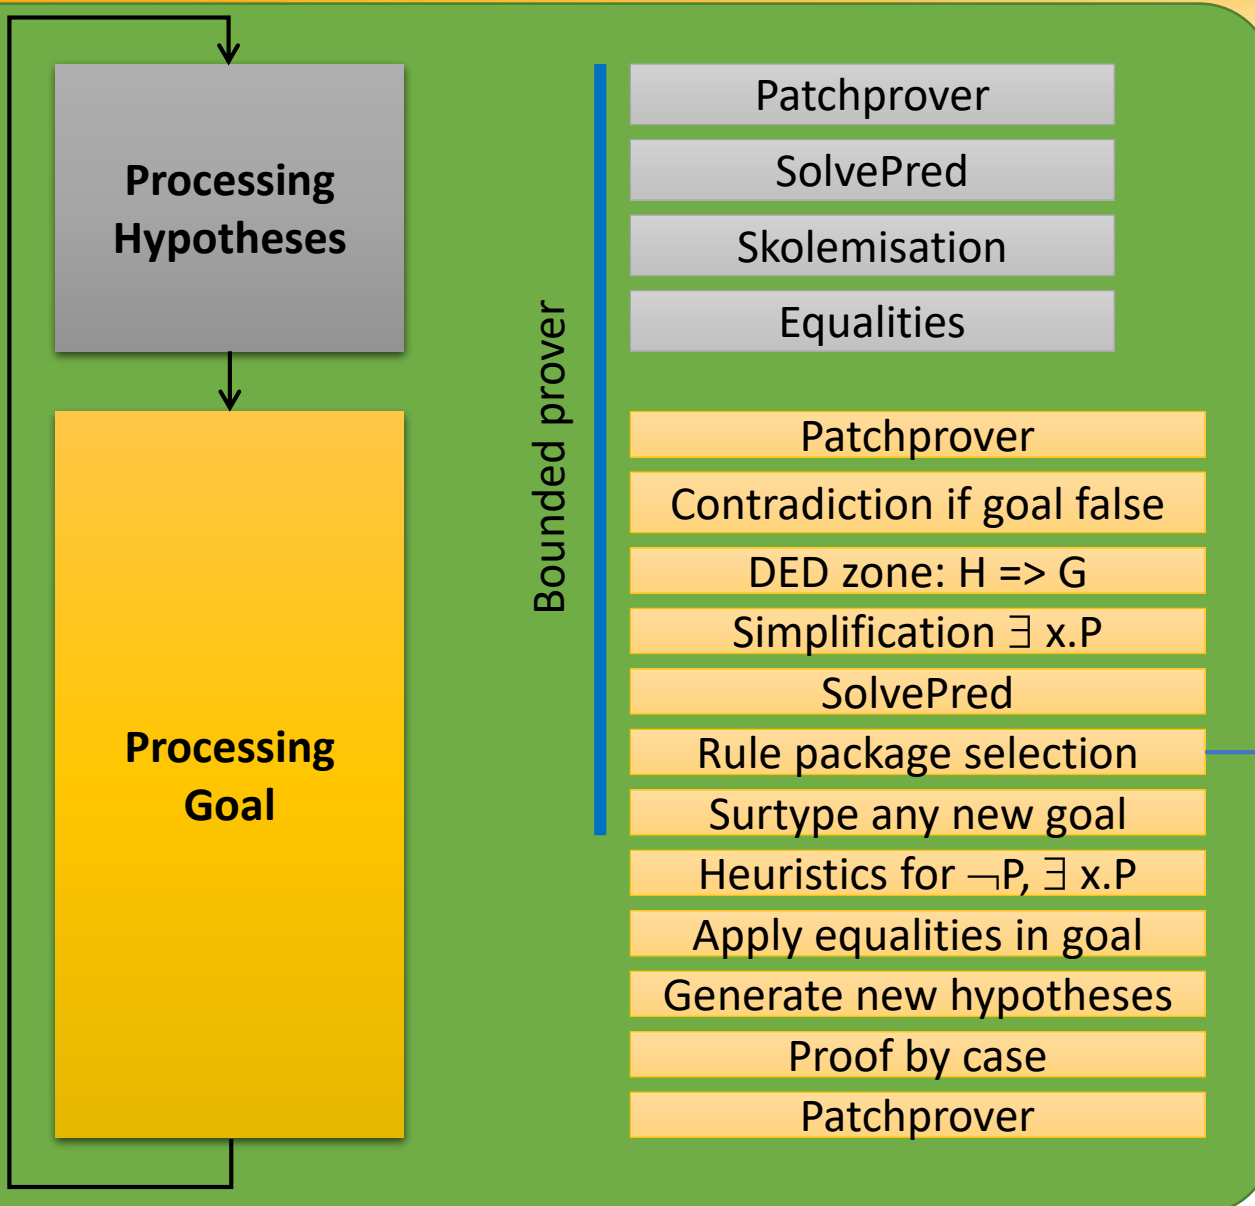 Processing
Hypotheses
Processing
Goal
Bounded prover
Patchprover
SolvePred
Skolemisation
Equalities
Patchprover
Contradiction if goal false
DED zone: H => G
Simplification ∃ x.P
SolvePred
Rule package selection
Surtype any new goal
Heuristics for ¬P, ∃ x.P
Apply equalities in goal
Generate new hypotheses
Proof by case
Patchprover